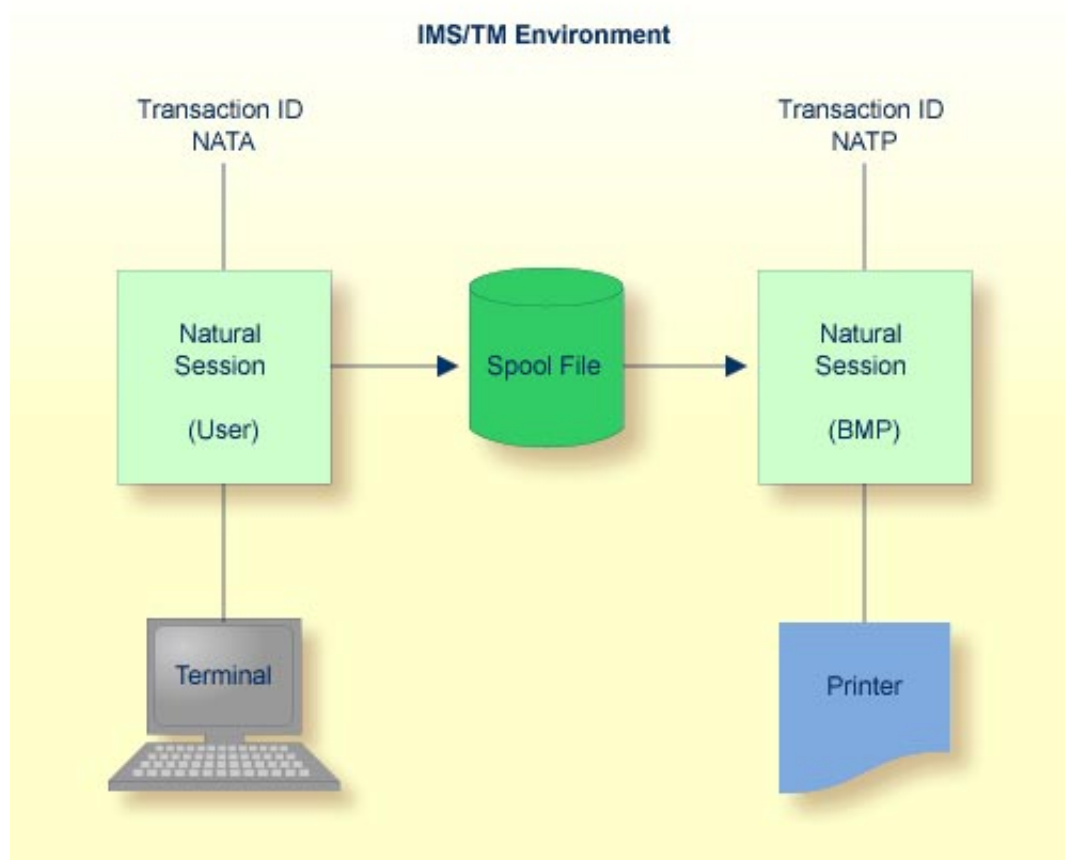 IMS/TM Environment
Transaction ID
NATA
Transaction ID
NATP
Natural
Session
(User)
Spool File
Natural
Session
(BMP)
Terminal
Printer